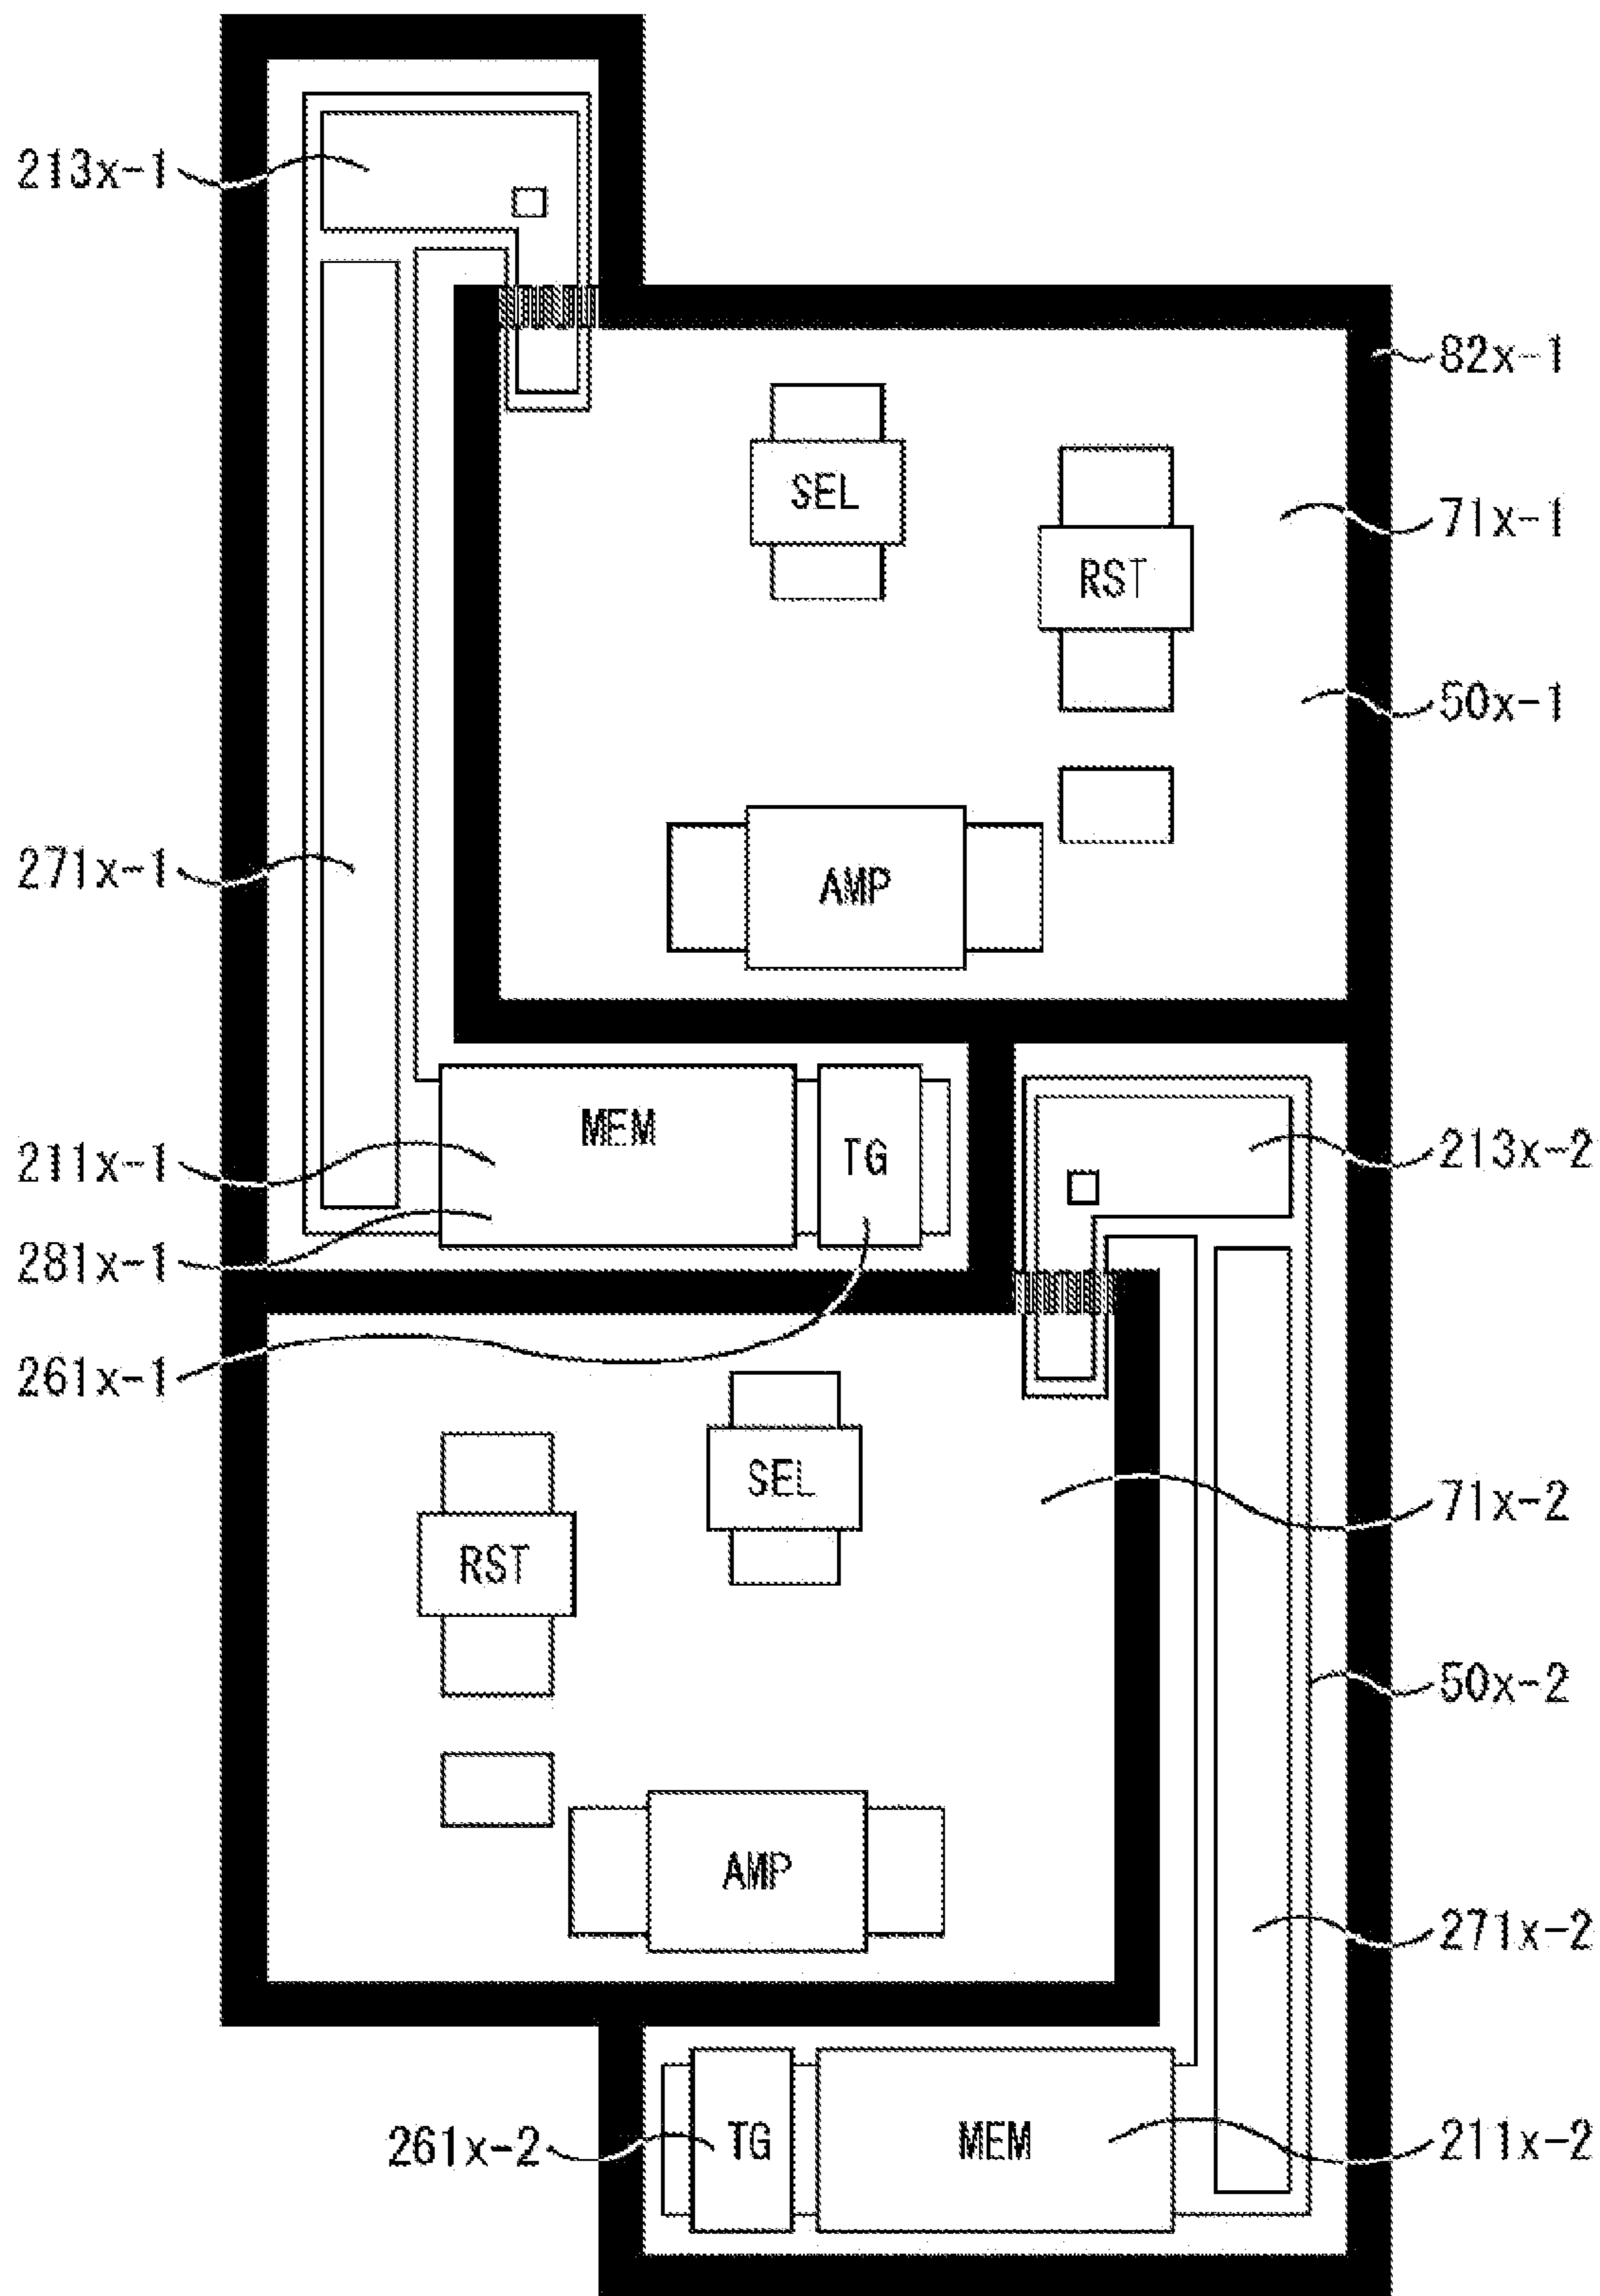 213x-1
82x-1
SEL
71x-1
RST
50x-1
271x-1
AMP
MEM
211x-1
TG
213x-2
281x-1
261x-1
SEL
71x-2
RST
50x-2
AMP
271x-2
261x-2
TG
MEM
211x-2